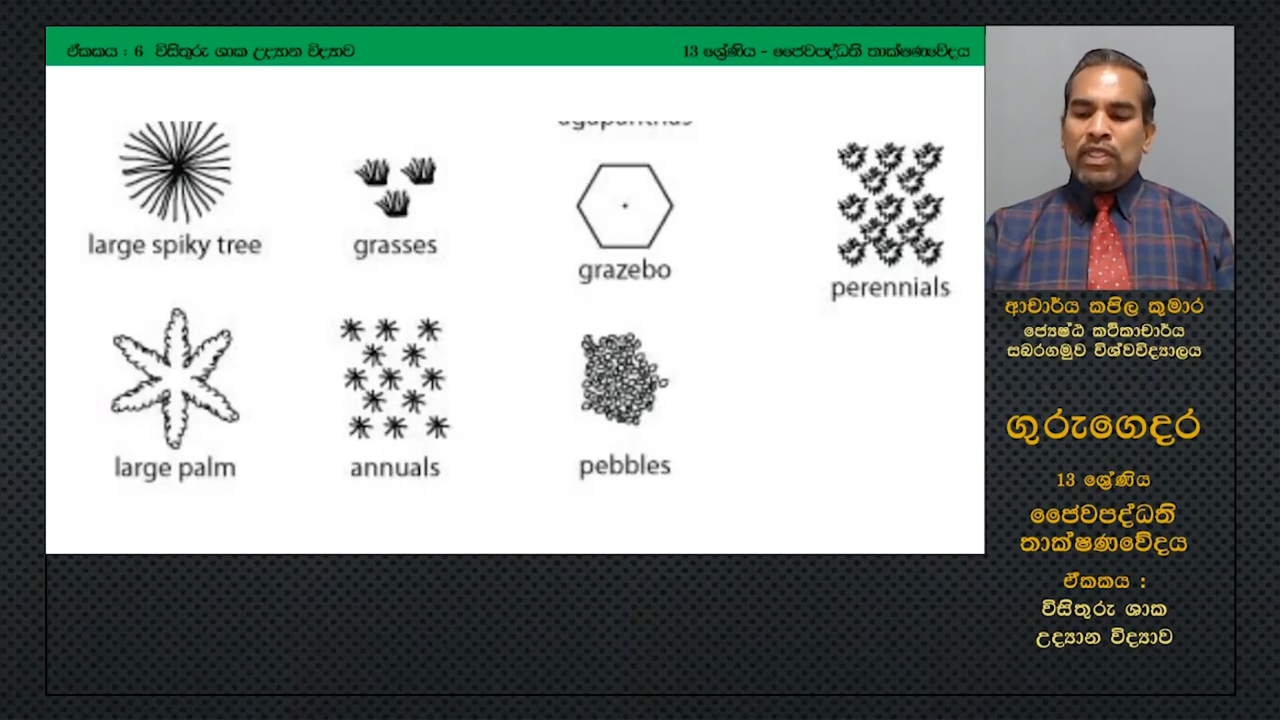 ඒකකය : 6 විසිතුරු ශාක උද්‍යාන විද්‍යාව
13 ශ්‍රේණිය - ජෛවපද්ධති තාක්ෂණවේදය
large spiky tree
grasses
grazebo
perennials
large palm
annuals
pebbles
ආචාර්ය කපිල කුමාර
ජ්‍යෙෂ්ඨ කථිකාචාර්ය
සබරගමුව විශ්වවිද්‍යාලය
ගුරුගෙදර
13 ශ්‍රේණිය
ජෛවපද්ධති
තාක්ෂණවේදය
ඒකකය :
විසිතුරු ශාක
උද්‍යාන විද්‍යාව